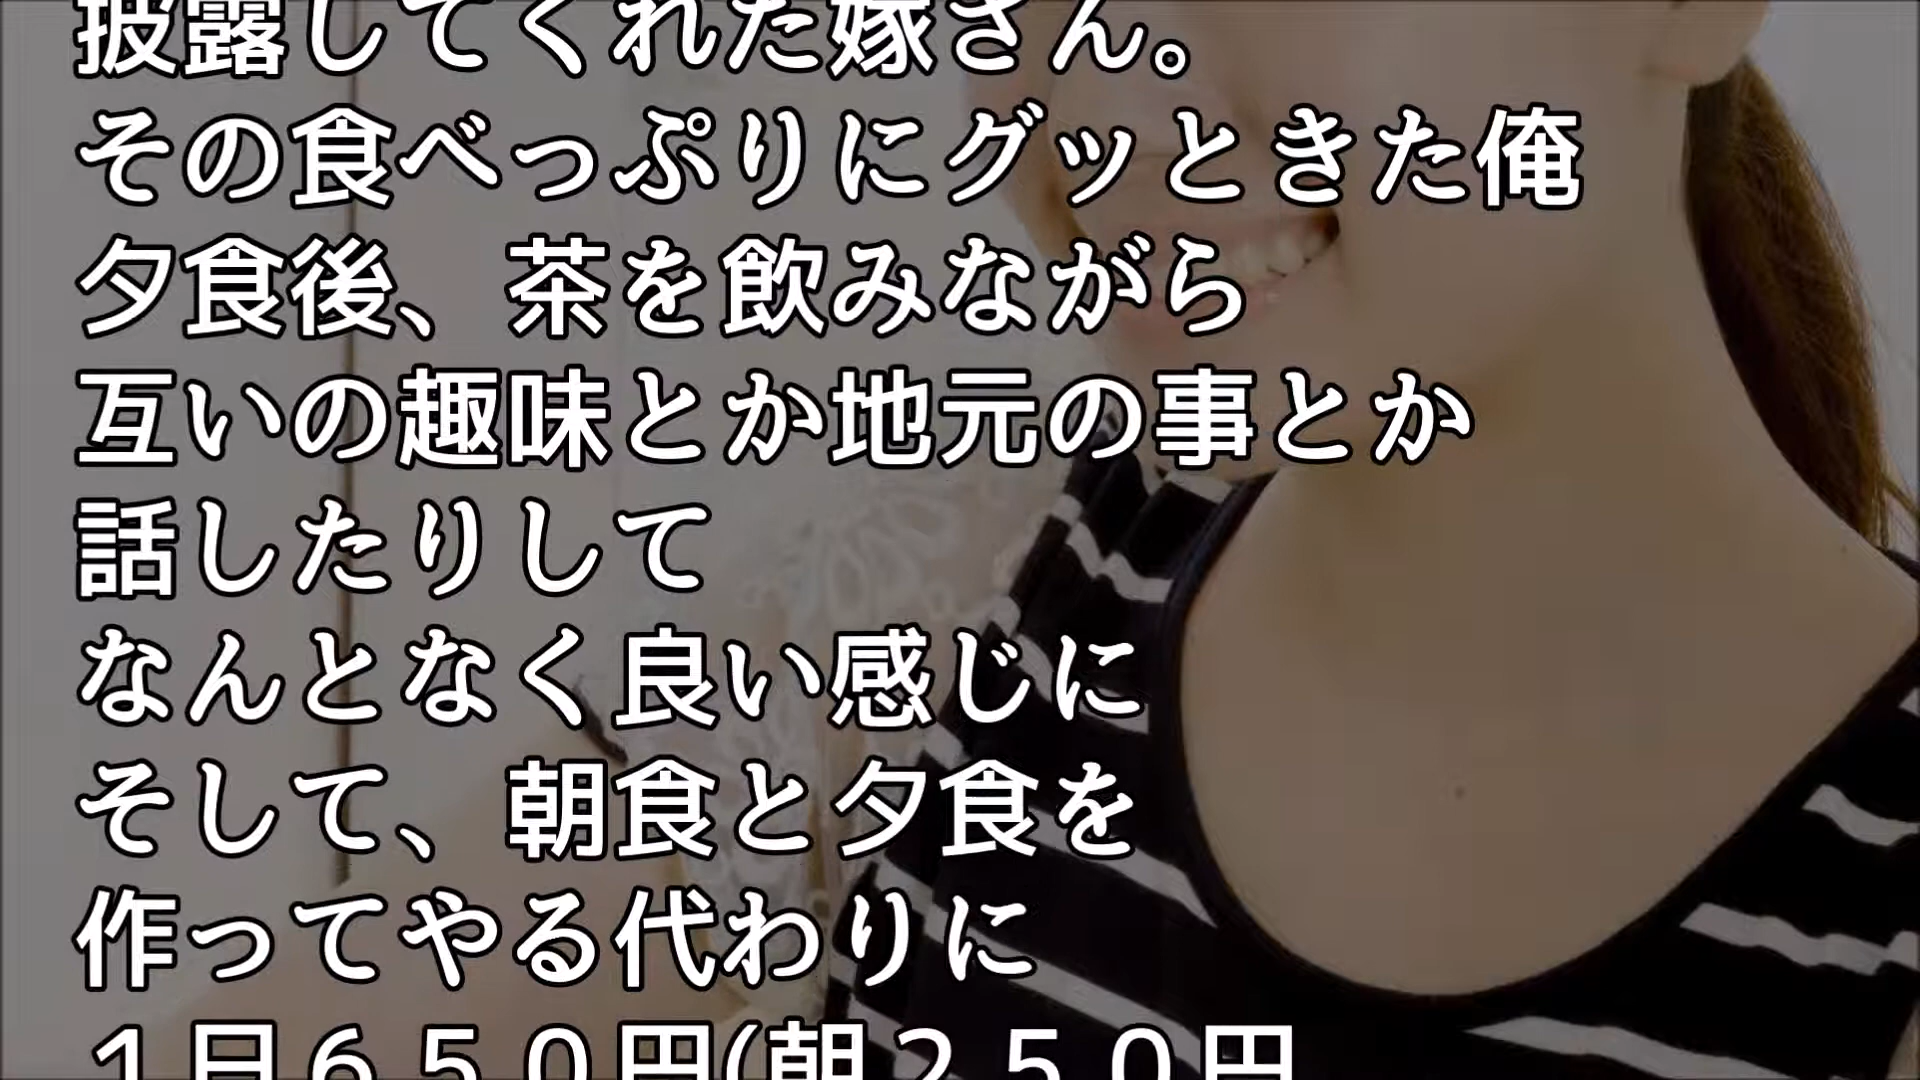 披露してくれた嫁さん。
その食べっぷりにグッときた俺
夕食後、茶を飲みながら
互いの趣味とか地元の事とか
話したりして
なんとなく良い感じに
そして、朝食と夕食を
作ってやる代わりに
１日６５０円(朝２５０円